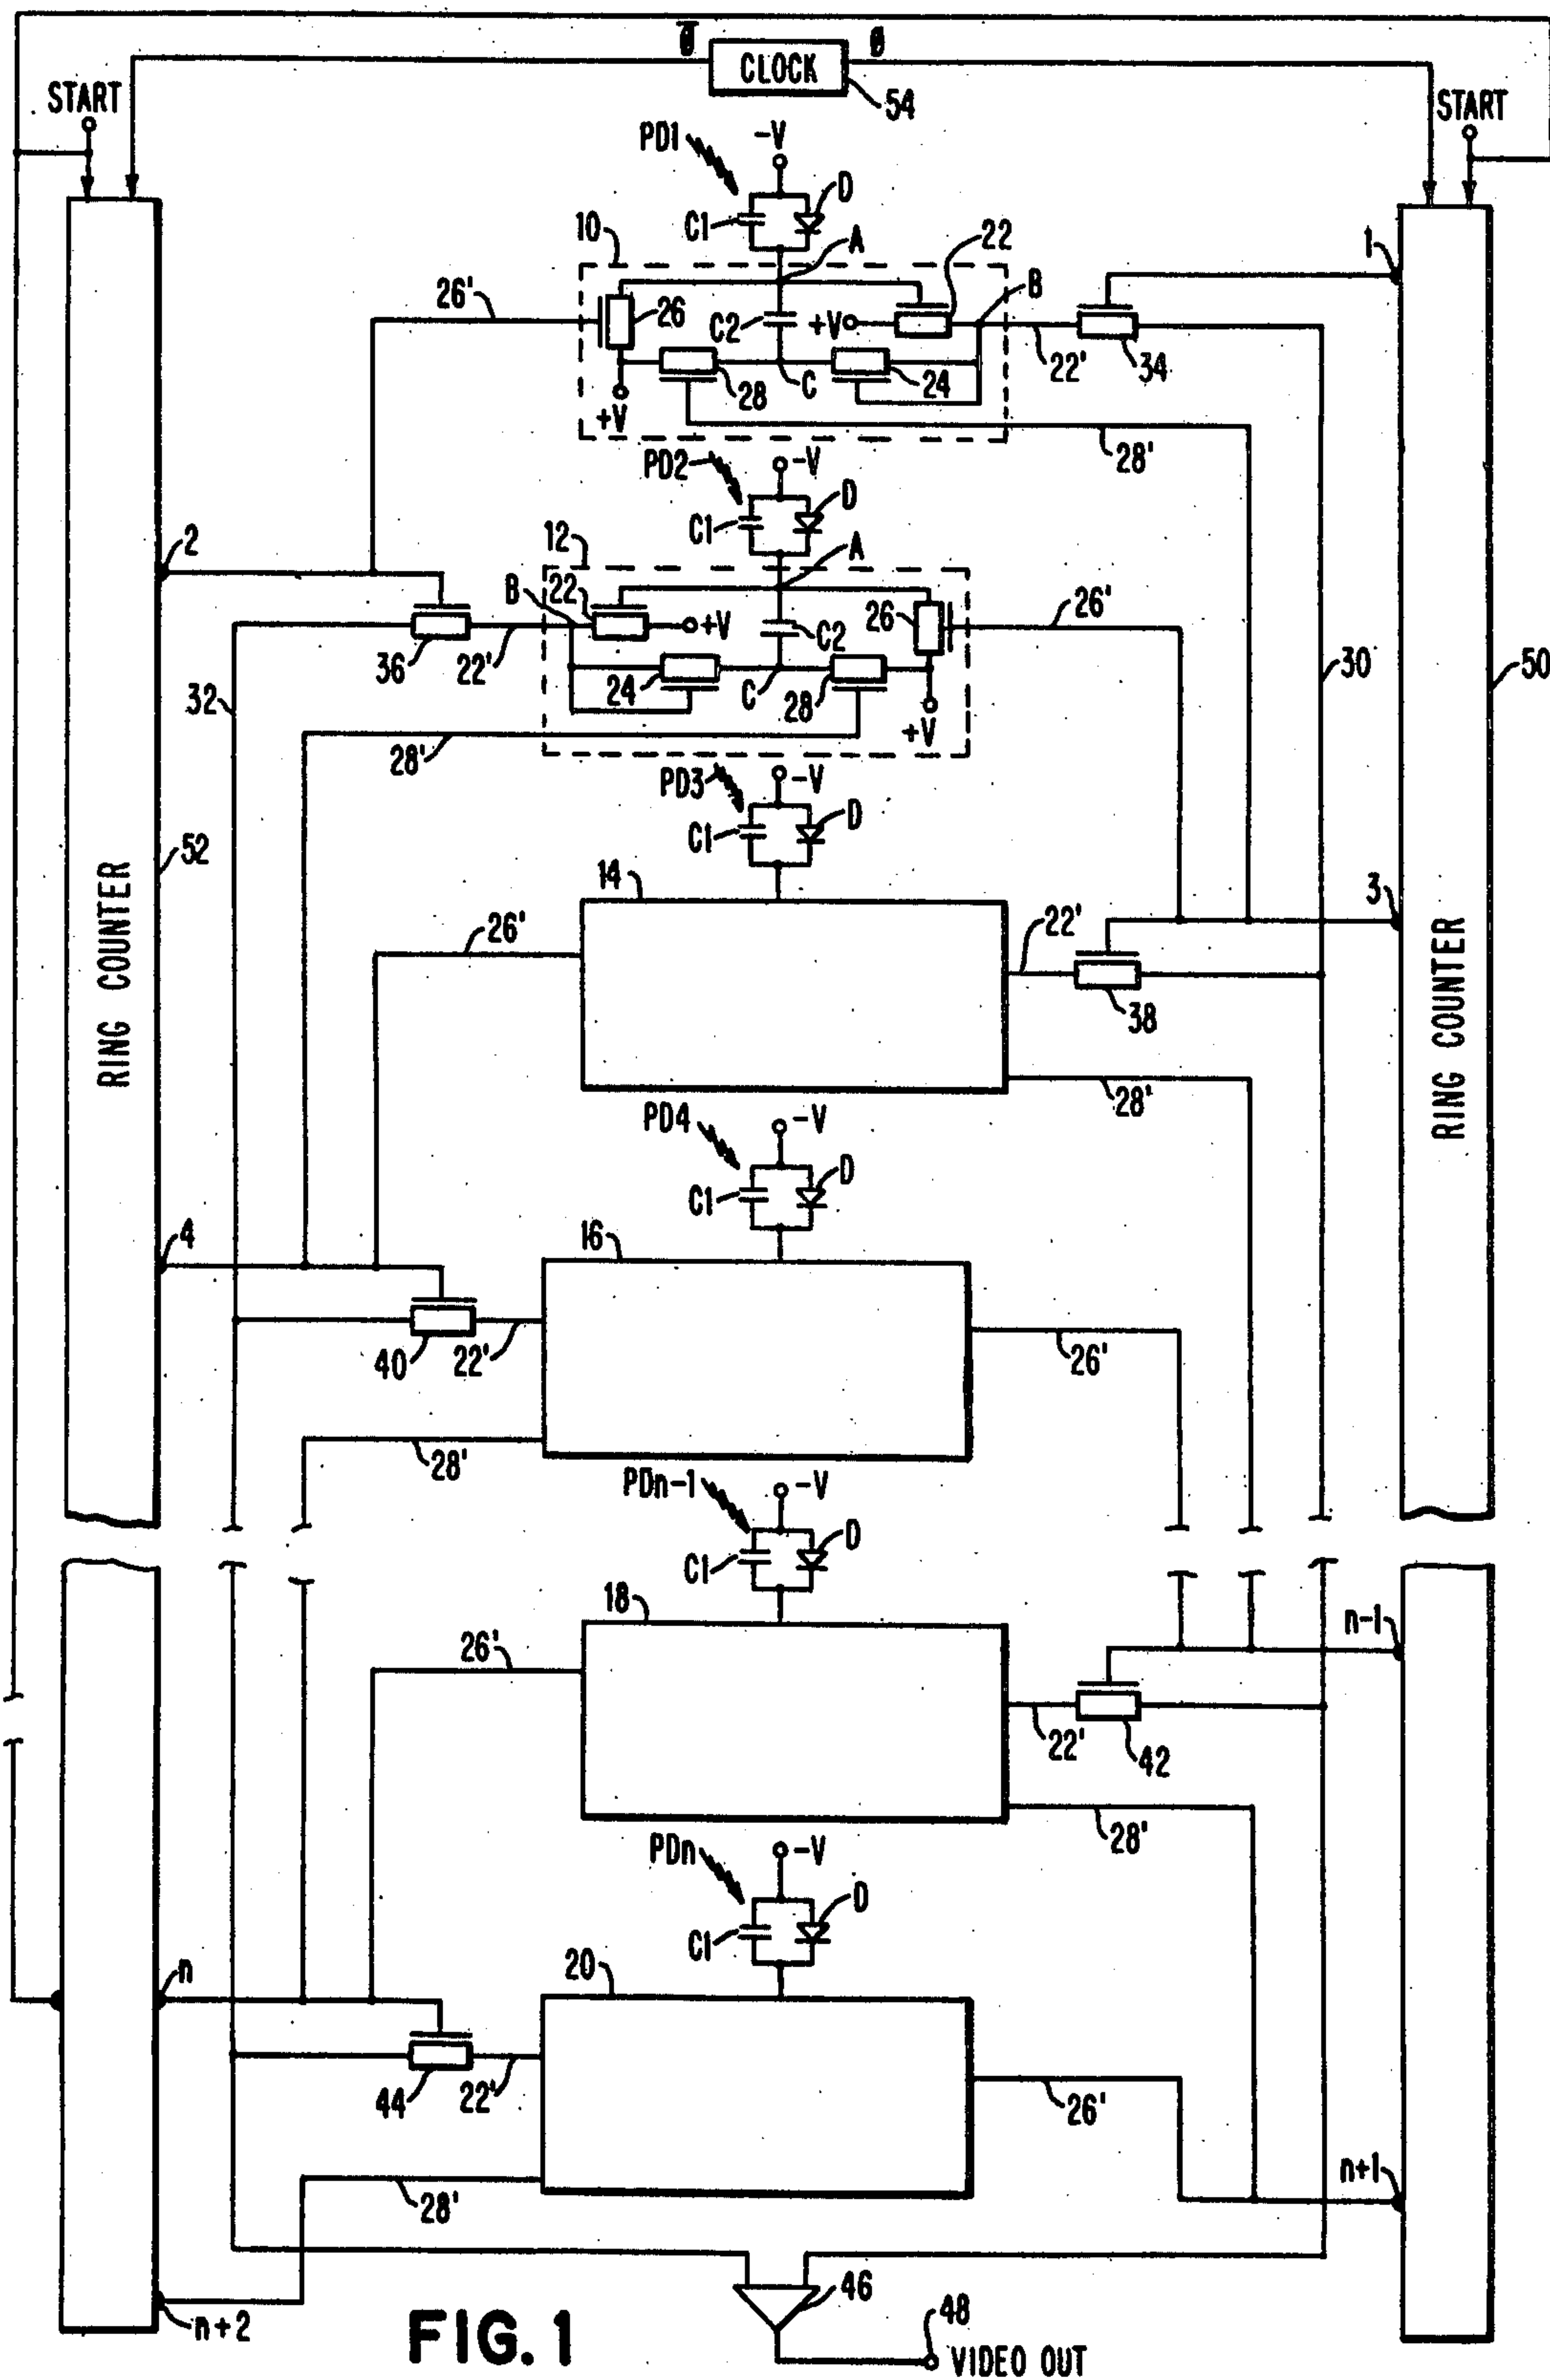 θ̅ CLOCK θ
54
START START
PD1 -V
C1 D
10 A 22 1
26' 26 C2 +V B
28 C 24 22' 34
+V
28'
PD2 -V
2 C1 D
12 A
B 22 +V C2 26 26'
36 22' 24 C 28 30 50
32 +V
28'
PD3 -V
52 C1 D
14 3
26' 22'
RING COUNTER 38 RING COUNTER
28'
PD4 -V
C1 D
4 16
40 22' 26'
28'
PDn-1 -V
C1 D
18 n-1
26'
22' 42
28'
PDn -V
C1 D
n 20
44 22' 26'
28' n+1
46
n+2 48
FIG. 1 VIDEO OUT